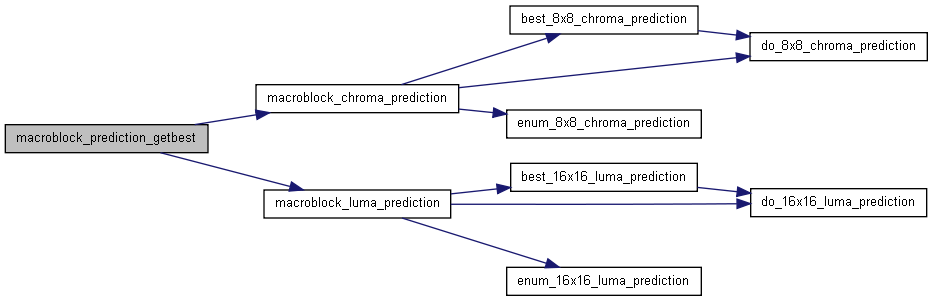 best_8x8_chroma_prediction
do_8x8_chroma_prediction
macroblock_chroma_prediction
enum_8x8_chroma_prediction
macroblock_prediction_getbest
best_16x16_luma_prediction
macroblock_luma_prediction
do_16x16_luma_prediction
enum_16x16_luma_prediction